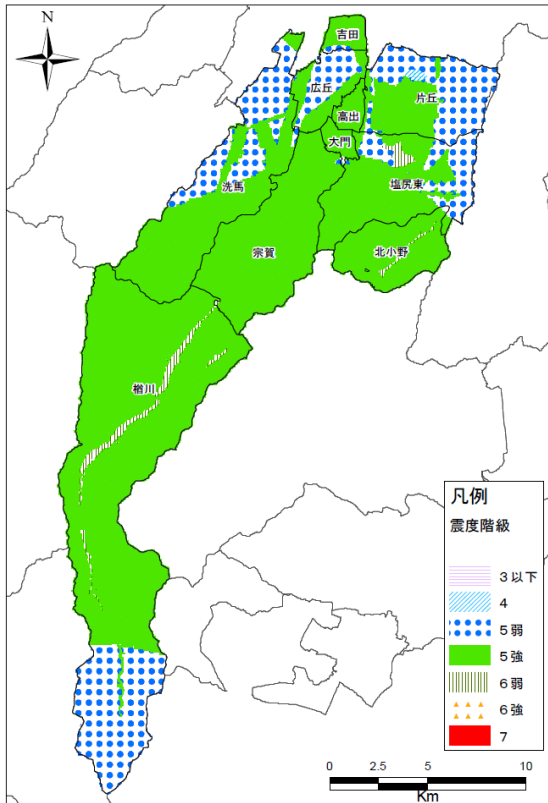 N
吉田
広丘
片丘
高出
大門
洗馬
塩尻東
宗賀
北小野
楢川
凡例
震度階級
３以下
４
５弱
５強
６弱
６強
７
0 2.5 5 10
Km